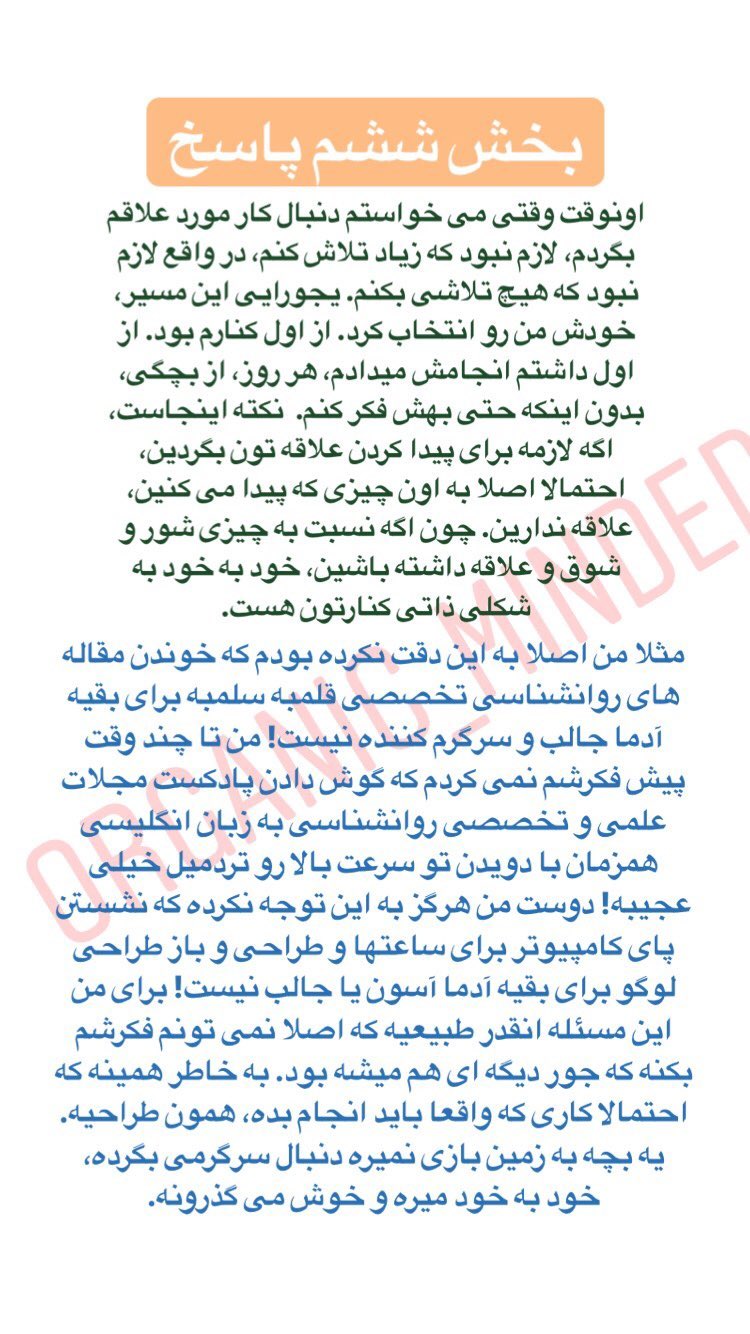 بخش ششم پاسخ
اونوقت وقتی می خواستم دنبال کار مورد علاقم
بگردم، لازم نبود که زیاد تلاش کنم، در واقع لازم
نبود که هیچ تلاشی بکنم. یجورایی این مسیر،
خودش من رو انتخاب کرد. از اول کنارم بود. از
اول داشتم انجامش میدادم، هر روز، از بچگی،
بدون اینکه حتی بهش فکر کنم. نکته اینجاست،
اگه لازمه برای پیدا کردن علاقه تون بگردین،
احتمالا اصلا به اون چیزی که پیدا می کنین،
علاقه ندارین. چون اگه نسبت به چیزی شور و
شوق و علاقه داشته باشین، خود به خود به
شکلی ذاتی کنارتون هست.
مثلا من اصلا به این دقت نکرده بودم که خوندن مقاله
های روانشناسی تخصصی قلمبه سلمبه برای بقیه
آدما جالب و سرگرم کننده نیست! من تا چند وقت
پیش فکرشم نمی کردم که گوش دادن پادکست مجلات
علمی و تخصصی روانشناسی به زبان انگلیسی
همزمان با دویدن تو سرعت بالا رو تردمیل خیلی
عجیبه! دوست من هرگز به این توجه نکرده که نشستن
پای کامپیوتر برای ساعتها و طراحی و باز طراحی
لوگو برای بقیه آدما آسون یا جالب نیست! برای من
این مسئله انقدر طبیعیه که اصلا نمی تونم فکرشم
بکنه که جور دیگه ای هم میشه بود. به خاطر همینه که
احتمالا کاری که واقعا باید انجام بده، همون طراحیه.
یه بچه به زمین بازی نمیره دنبال سرگرمی بگرده،
خود به خود میره و خوش می گذرونه.
ORGANIC_MINDED